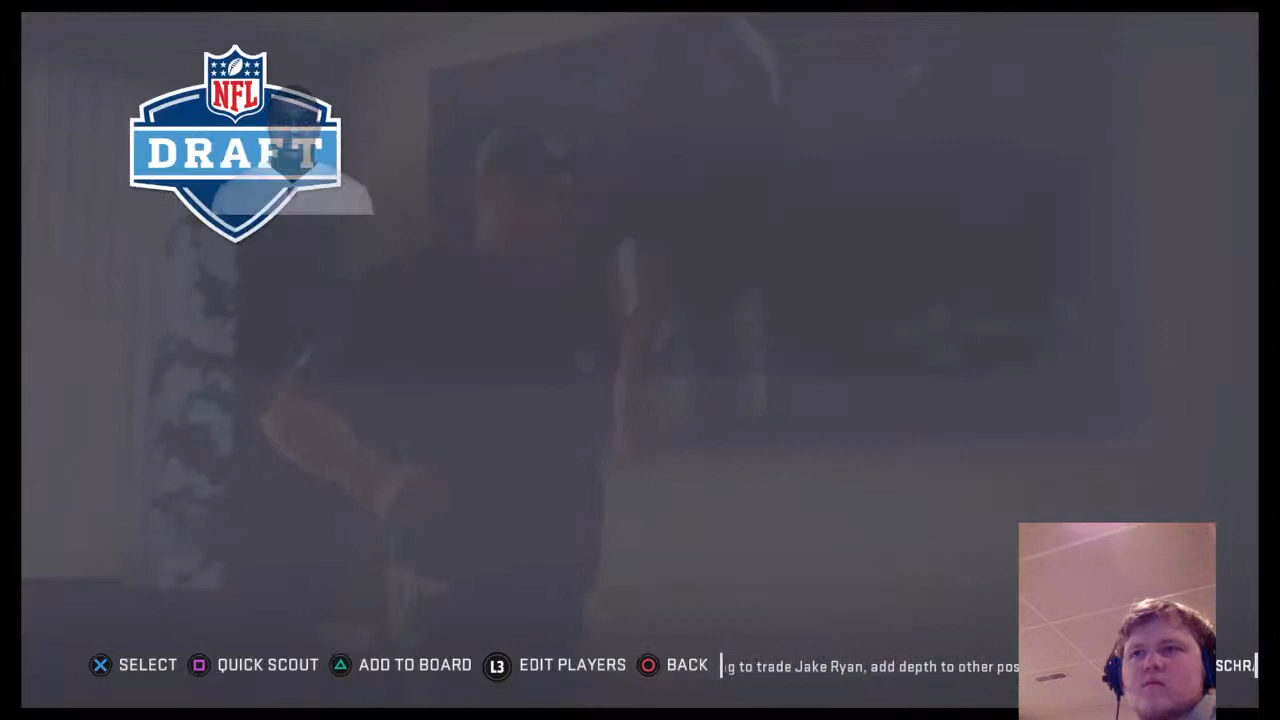 NFL
DRAFT
SELECT QUICK SCOUT ADD TO BOARD L3 EDIT PLAYERS BACK g to trade Jake Ryan, add depth to other pos SCHR